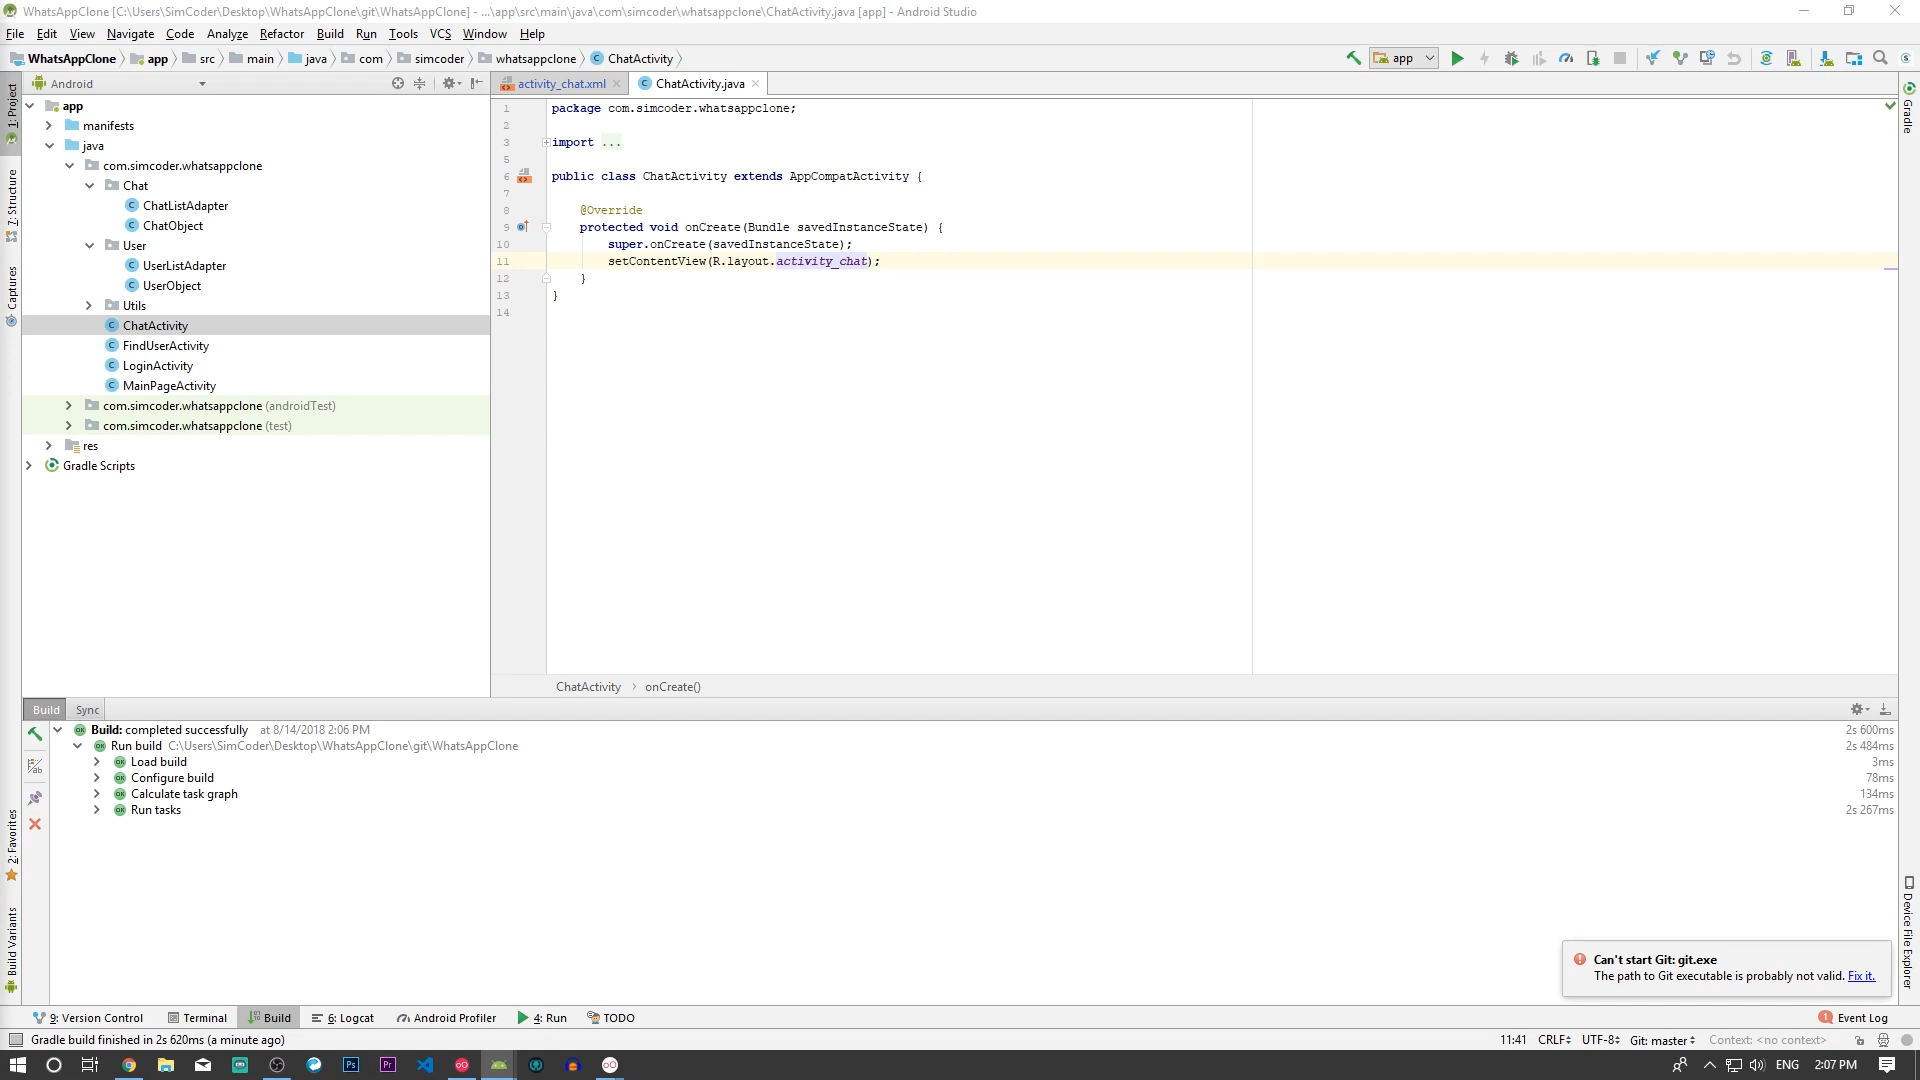 WhatsAppClone [C:\Users\SimCoder\Desktop\WhatsAppClone\git\WhatsAppClone] - ...\app\src\main\java\com\simcoder\whatsappclone\ChatActivity.java [app] - Android Studio
File Edit View Navigate Code Analyze Refactor Build Run Tools VCS Window Help
WhatsAppClone app src main java com simcoder whatsappclone ChatActivity app
Android activity_chat.xml ChatActivity.java
1: Project
7: Structure
Captures
2: Favorites
Build Variants
Gradle
Device File Explorer
app
manifests
java
com.simcoder.whatsappclone
Chat
ChatListAdapter
ChatObject
User
UserListAdapter
UserObject
Utils
ChatActivity
FindUserActivity
LoginActivity
MainPageActivity
com.simcoder.whatsappclone (androidTest)
com.simcoder.whatsappclone (test)
res
Gradle Scripts
1 package com.simcoder.whatsappclone;
2
3 import ...
5
6 public class ChatActivity extends AppCompatActivity {
7
8 @Override
9 protected void onCreate(Bundle savedInstanceState) {
10 super.onCreate(savedInstanceState);
11 setContentView(R.layout.activity_chat);
12 }
13 }
14
ChatActivity › onCreate()
Build Sync
Build: completed successfully at 8/14/2018 2:06 PM 2s 600ms
Run build C:\Users\SimCoder\Desktop\WhatsAppClone\git\WhatsAppClone 2s 484ms
Load build 3ms
Configure build 78ms
Calculate task graph 134ms
Run tasks 2s 267ms
Can't start Git: git.exe
The path to Git executable is probably not valid. Fix it.
9: Version Control Terminal Build 6: Logcat Android Profiler 4: Run TODO 1 Event Log
Gradle build finished in 2s 620ms (a minute ago) 11:41 CRLF UTF-8 Git: master Context: <no context>
Ps Pr ENG 2:07 PM